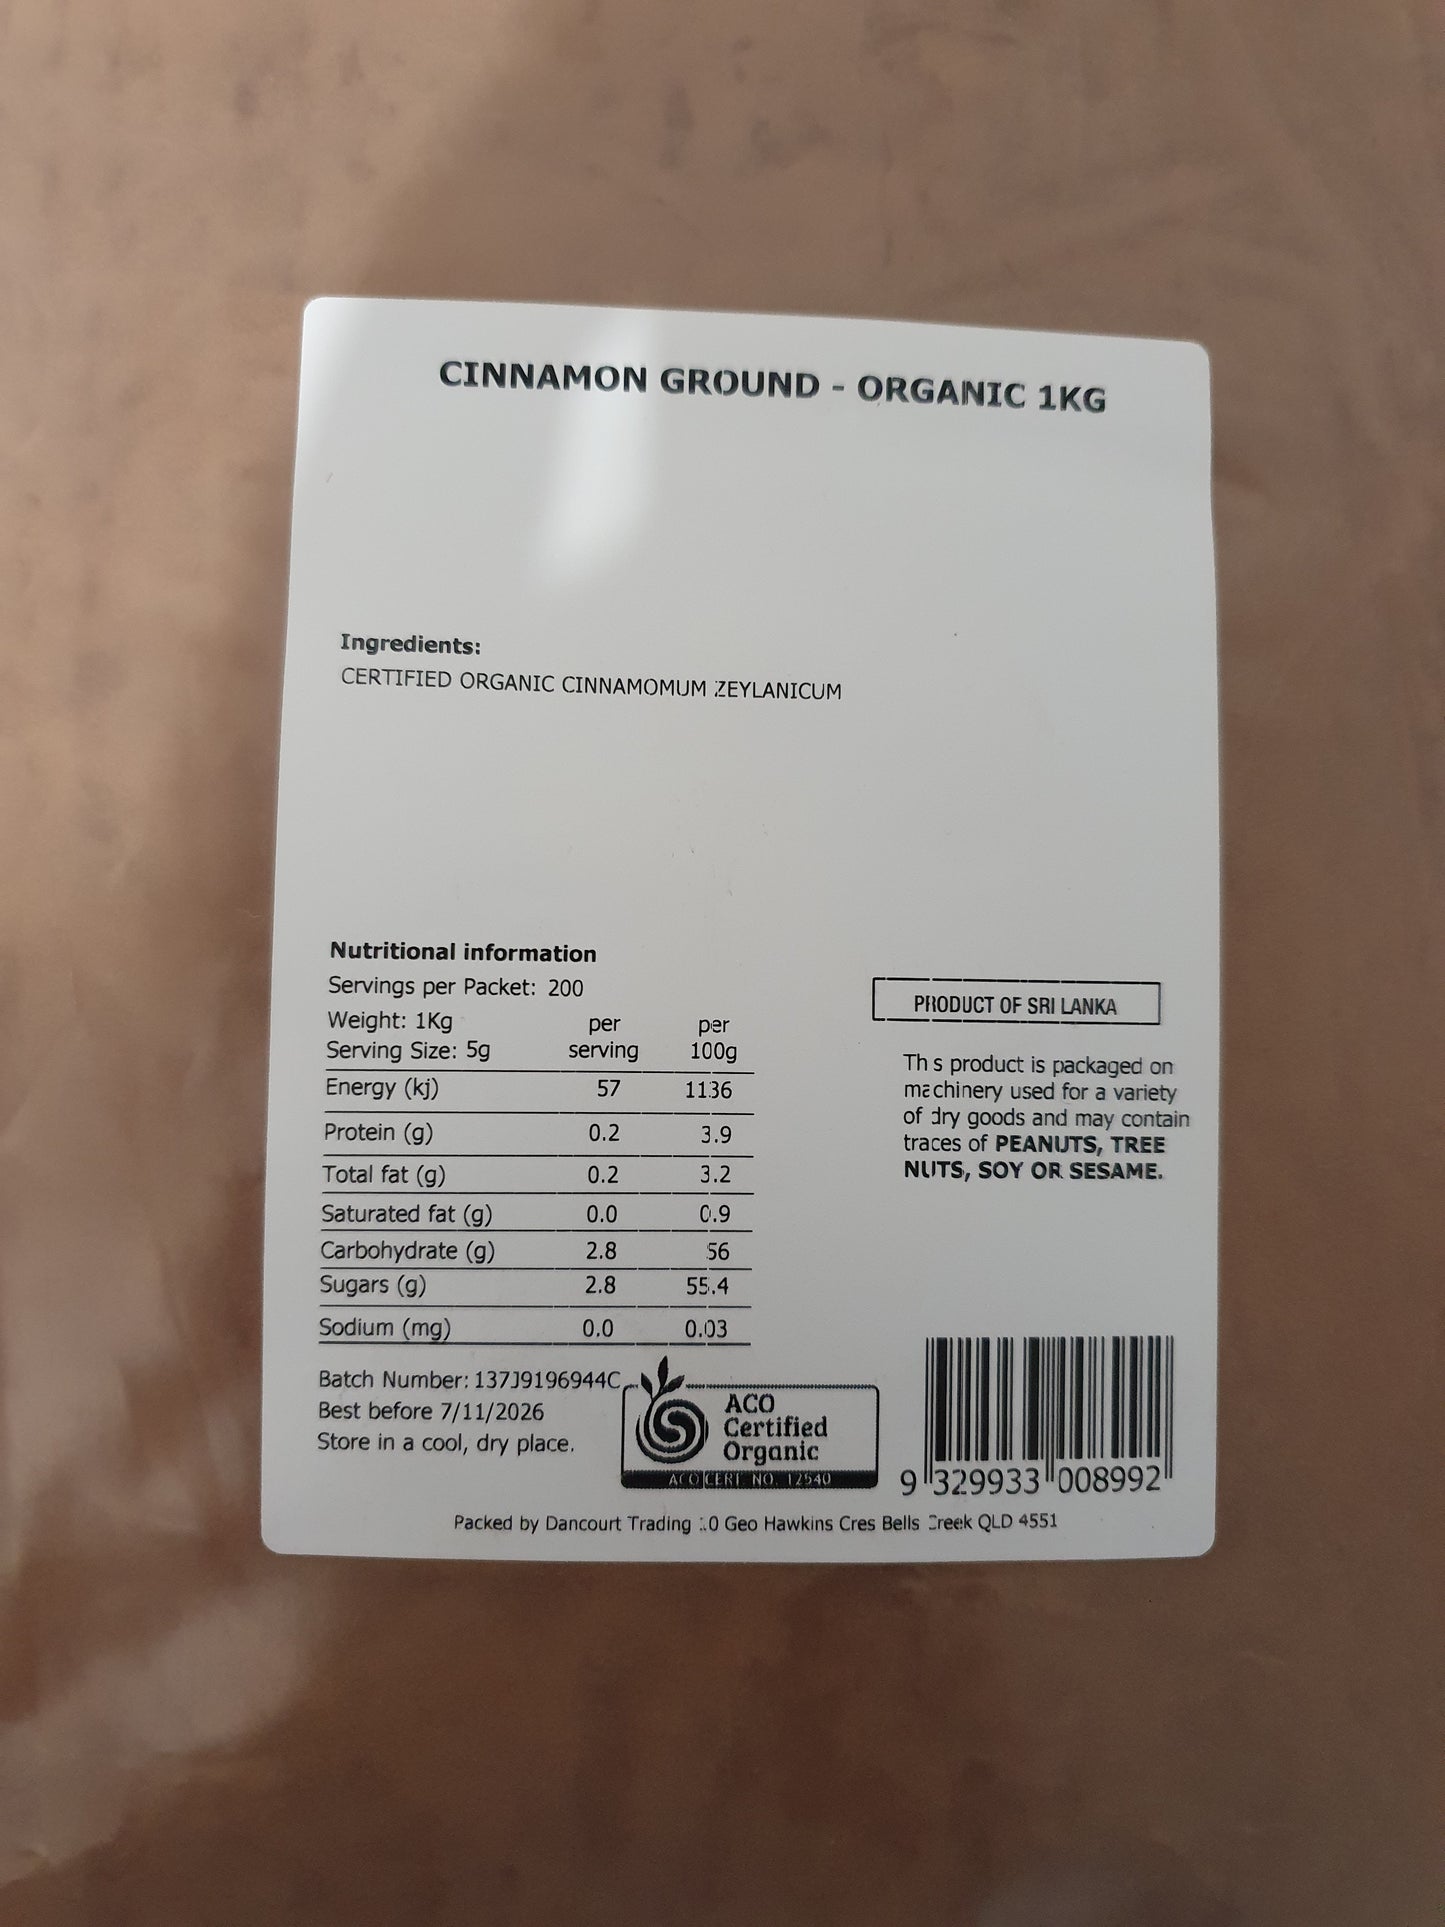 CINNAMON GROUND - ORGANIC 1KG
Ingredients:
CERTIFIED ORGANIC CINNAMOMUM ZEYLANICUM
Nutritional information
Servings per Packet: 200
Weight: 1Kg per per
Serving Size: 5g serving 100g
Energy (kj) 57 1136
Protein (g) 0.2 3.9
Total fat (g) 0.2 3.2
Saturated fat (g) 0.0 0.9
Carbohydrate (g) 2.8 56
Sugars (g) 2.8 55.4
Sodium (mg) 0.0 0.03
PRODUCT OF SRI LANKA
This product is packaged on
machinery used for a variety
of dry goods and may contain
traces of PEANUTS, TREE
NUTS, SOY OR SESAME.
Batch Number: 137J9196944C
Best before 7/11/2026
Store in a cool, dry place.
ACO
Certified
Organic
ACO CERT. NO. 12540
9 329933 008992
Packed by Dancourt Trading 10 Geo Hawkins Cres Bells Creek QLD 4551